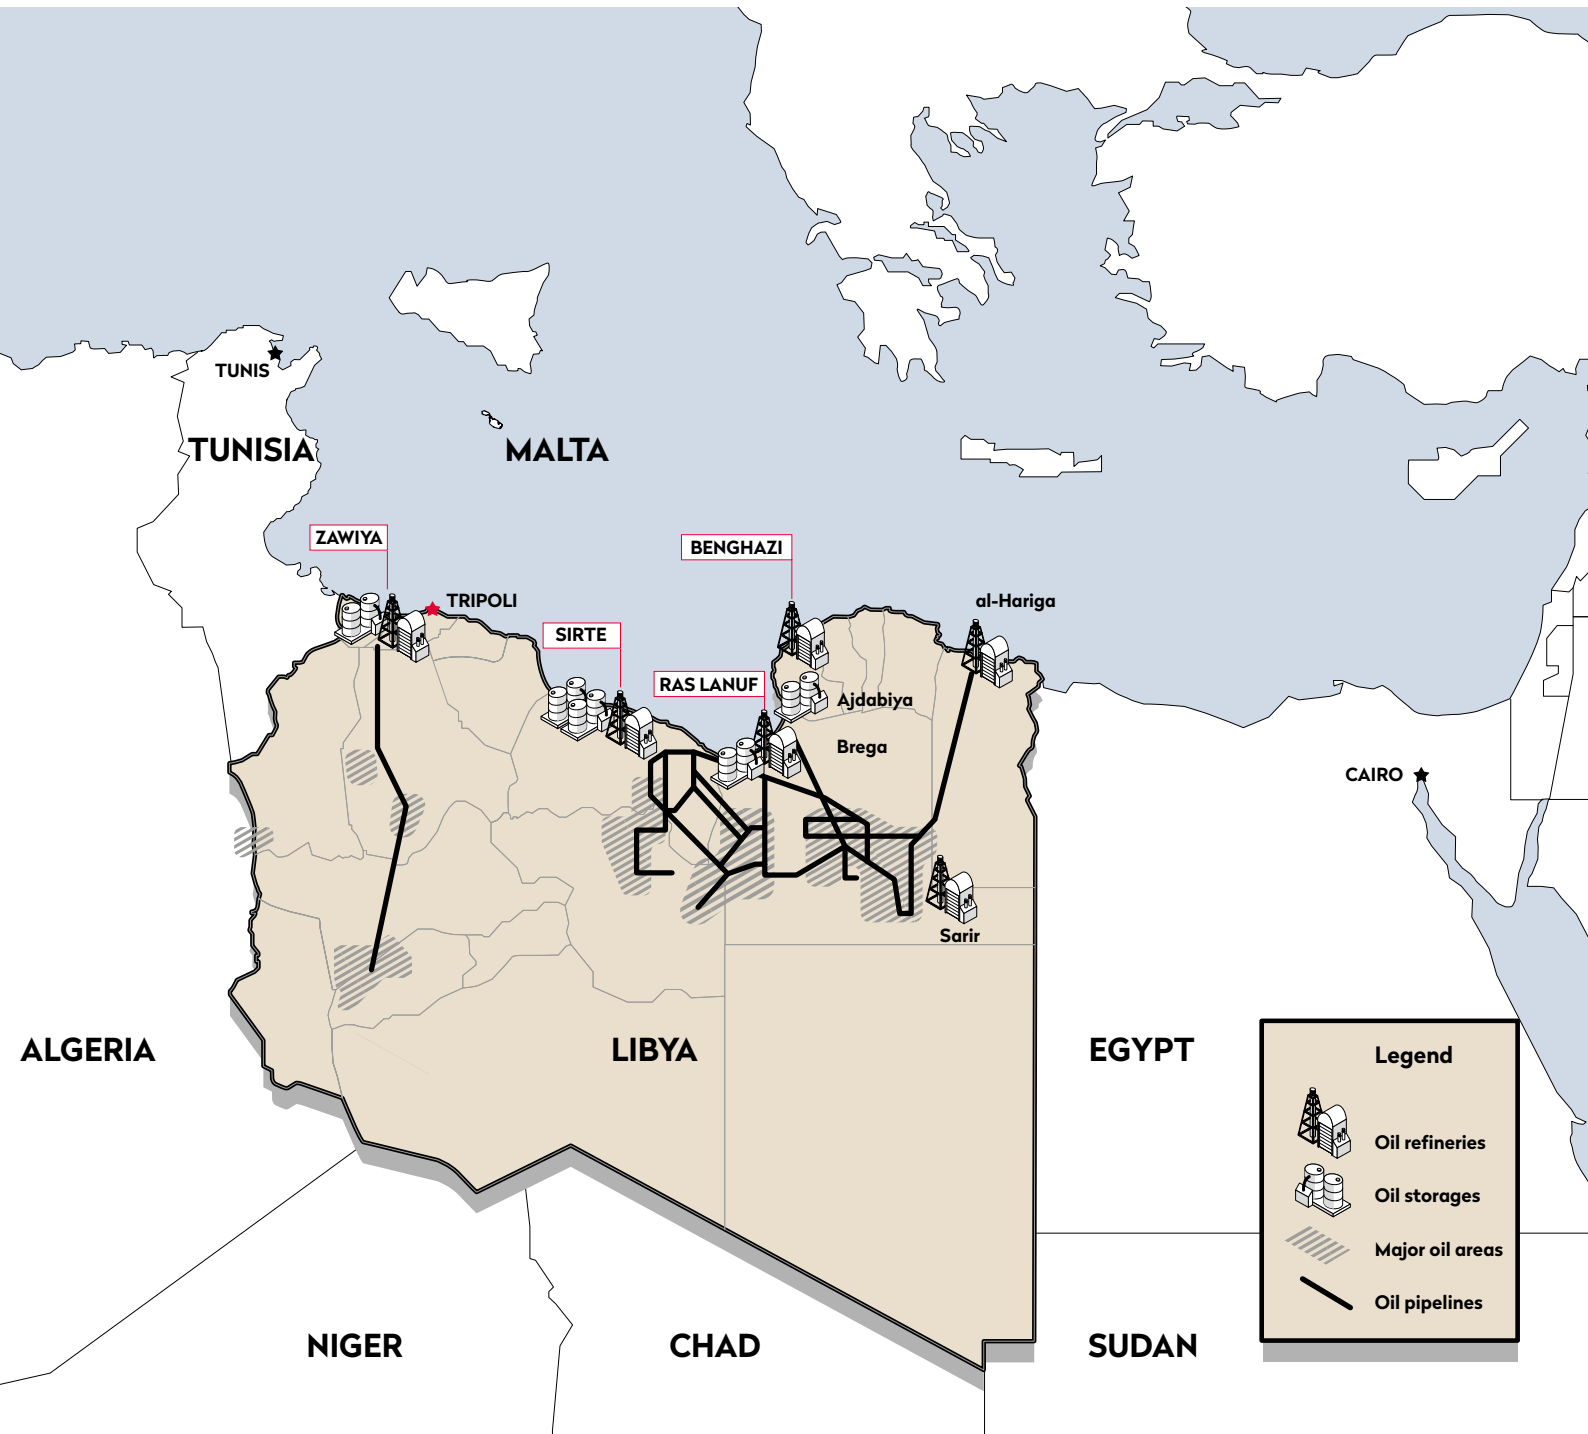 TUNIS
TUNISIA
MALTA
ZAWIYA
BENGHAZI
TRIPOLI
al-Hariga
SIRTE
RAS LANUF
Ajdabiya
Brega
CAIRO
Sarir
ALGERIA
LIBYA
EGYPT
Legend
Oil refineries
Oil storages
Major oil areas
Oil pipelines
NIGER
CHAD
SUDAN